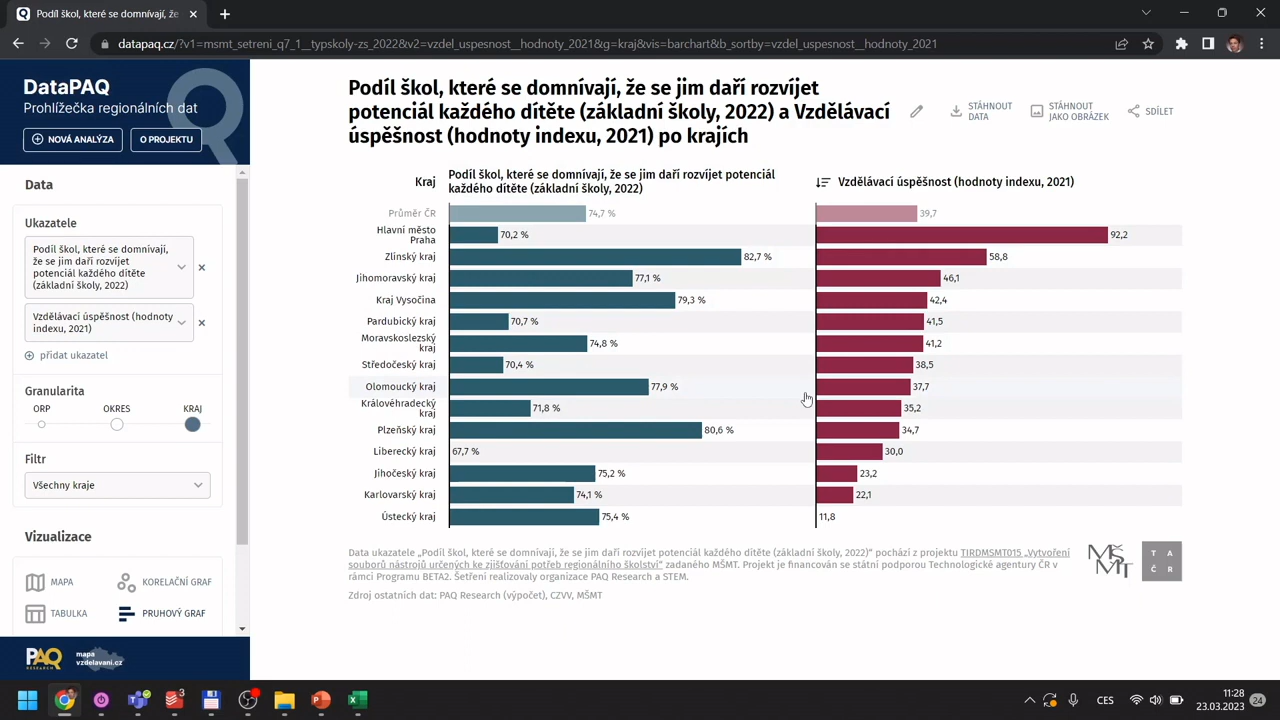 Podíl škol, které se domnívají, že
datapaq.cz/?v1=msmt_setreni_q7_1_typskoly-zs_2022&v2=vzdel_uspesnost__hodnoty_2021&g=kraj&vis=barchart&b_sortby=vzdel_uspesnost__hodnoty_2021
DataPAQ
Prohlížečka regionálních dat
NOVÁ ANALÝZA
O PROJEKTU
Data
Ukazatele
Podíl škol, které se domnívají,
že se jim daří rozvíjet
potenciál každého dítěte
(základní školy, 2022)
Vzdělávací úspěšnost (hodnoty
indexu, 2021)
přidat ukazatel
Granularita
ORP
OKRES
KRAJ
Filtr
Všechny kraje
Vizualizace
MAPA
KORELAČNÍ GRAF
TABULKA
PRUHOVÝ GRAF
PAQ
RESEARCH
mapa
vzdelavani.cz
Podíl škol, které se domnívají, že se jim daří rozvíjet
potenciál každého dítěte (základní školy, 2022) a Vzdělávací
úspěšnost (hodnoty indexu, 2021) po krajích
STÁHNOUT
DATA
STÁHNOUT
JAKO OBRÁZEK
SDÍLET
Kraj
Podíl škol, které se domnívají, že se jim daří rozvíjet potenciál
každého dítěte (základní školy, 2022)
Vzdělávací úspěšnost (hodnoty indexu, 2021)
Průměr ČR 74,7 % 39,7
Hlavní město
Praha 70,2 % 92,2
Zlínský kraj 82,7 % 58,8
Jihomoravský kraj 77,1 % 46,1
Kraj Vysočina 79,3 % 42,4
Pardubický kraj 70,7 % 41,5
Moravskoslezský
kraj 74,8 % 41,2
Středočeský kraj 70,4 % 38,5
Olomoucký kraj 77,9 % 37,7
Královéhradecký
kraj 71,8 % 35,2
Plzeňský kraj 80,6 % 34,7
Liberecký kraj 67,7 % 30,0
Jihočeský kraj 75,2 % 23,2
Karlovarský kraj 74,1 % 22,1
Ústecký kraj 75,4 % 11,8
Data ukazatele „Podíl škol, které se domnívají, že se jim daří rozvíjet potenciál každého dítěte (základní školy, 2022)“ pochází z projektu TIRDMSMT015 „Vytvoření
souborů nástrojů určených ke zjišťování potřeb regionálního školství“ zadaného MŠMT. Projekt je financován se státní podporou Technologické agentury ČR v
rámci Programu BETA2. Šetření realizovaly organizace PAQ Research a STEM.
Zdroj ostatních dat: PAQ Research (výpočet), CZVV, MŠMT
MŠ
MT
T A
Č R
3
CES
11:28
23.03.2023
24